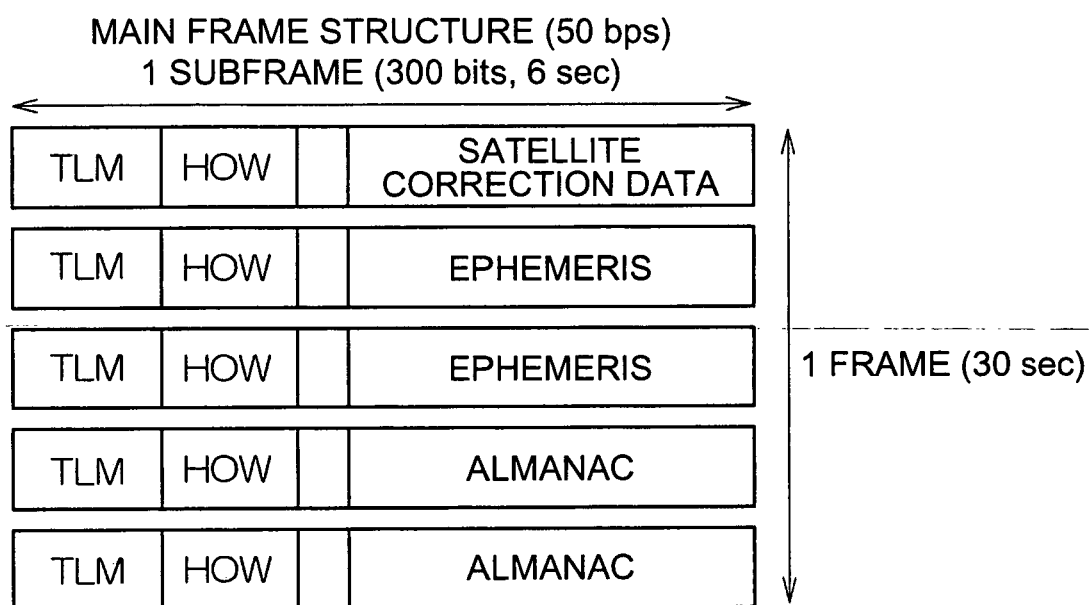 MAIN FRAME STRUCTURE (50 bps)
1 SUBFRAME (300 bits, 6 sec)
TLM HOW SATELLITE CORRECTION DATA
TLM HOW EPHEMERIS
TLM HOW EPHEMERIS
1 FRAME (30 sec)
TLM HOW ALMANAC
TLM HOW ALMANAC